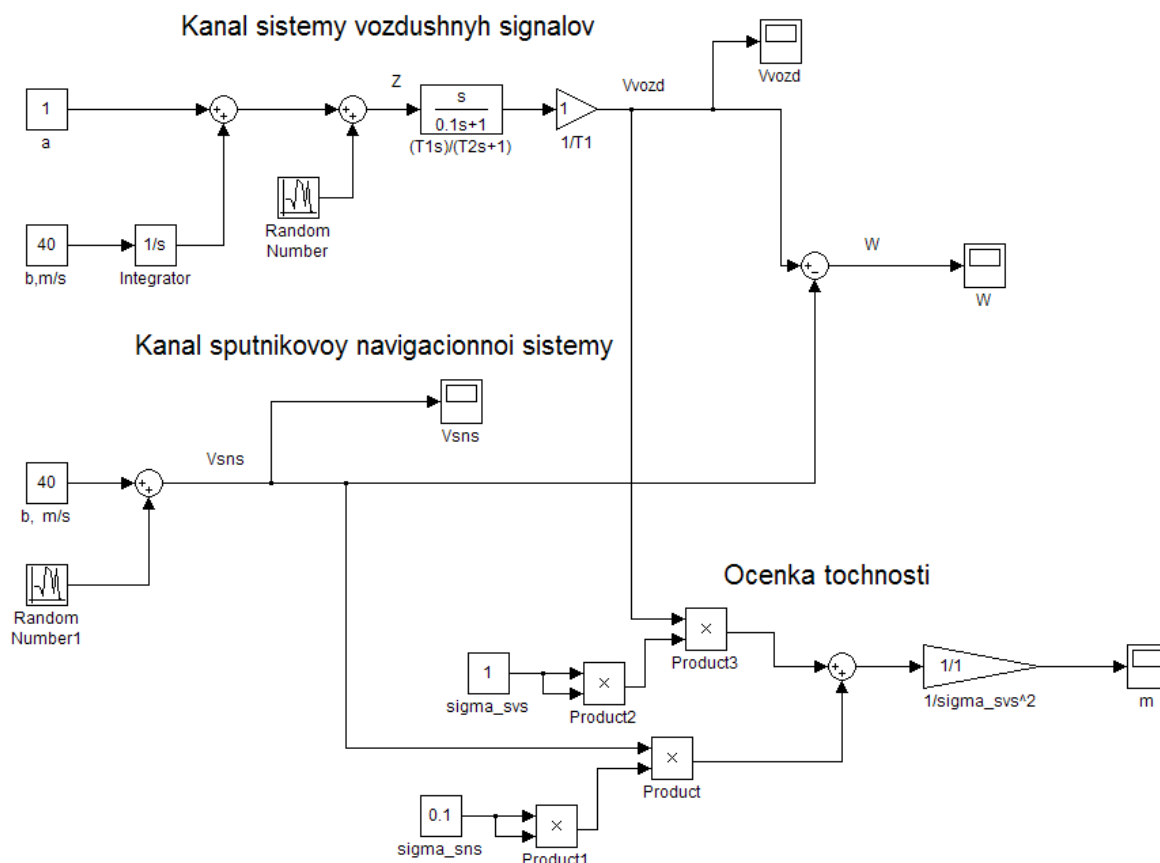 Kanal sistemy vozdushnyh signalov
Vvozd
Vvozd
Z
1
a
s
0.1s+1
(T1s)/(T2s+1)
1
1/T1
Random
Number
40
b,m/s
1/s
Integrator
W
W
Kanal sputnikovoy navigacionnoi sistemy
Vsns
Vsns
40
b, m/s
Random
Number1
Ocenka tochnosti
×
Product3
1
sigma_svs
×
Product2
1/1
1/sigma_svs^2
m
×
Product
0.1
sigma_sns
×
Product1